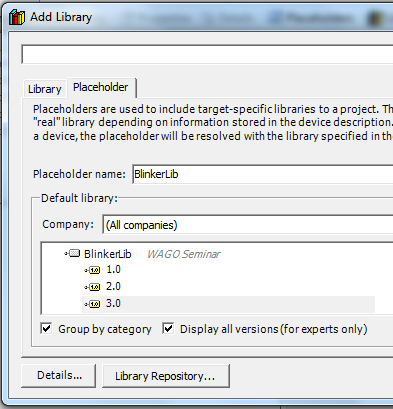 Add Library
Library
Placeholder
Placeholders are used to include target-specific libraries to a project. Th
"real" library depending on information stored in the device description.
a device, the placeholder will be resolved with the library specified in the
Placeholder name: BlinkerLib
Default library:
Company: (All companies)
BlinkerLib WAGO Seminar
1.0
2.0
3.0
Group by category
Display all versions (for experts only)
Details...
Library Repository...